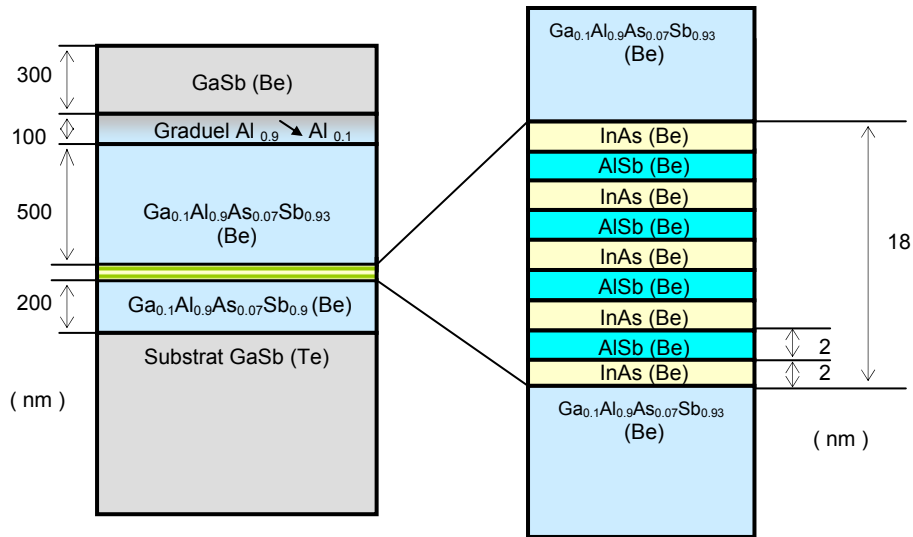 300
GaSb (Be)
100
Graduel Al 0.9 ↘ Al 0.1
500
Ga0.1Al0.9As0.07Sb0.93
(Be)
200
Ga0.1Al0.9As0.07Sb0.9 (Be)
Substrat GaSb (Te)
( nm )
Ga0.1Al0.9As0.07Sb0.93
(Be)
InAs (Be)
AlSb (Be)
InAs (Be)
AlSb (Be)
InAs (Be)
AlSb (Be)
InAs (Be)
AlSb (Be)
InAs (Be)
18
2
2
Ga0.1Al0.9As0.07Sb0.93
(Be)
( nm )